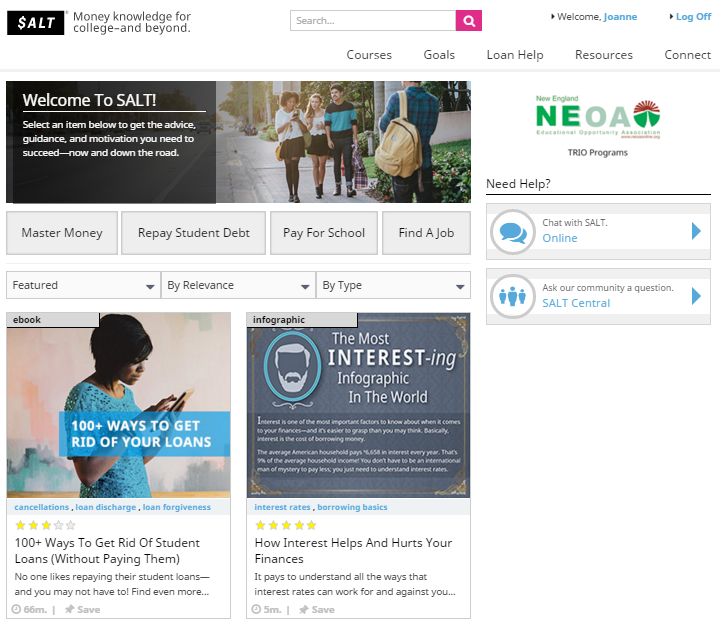 $ALT
Money knowledge for
college–and beyond.
Search...
Welcome, Joanne
Log Off
Courses Goals Loan Help Resources Connect
Welcome To SALT!
Select an item below to get the advice,
guidance, and motivation you need to
succeed—now and down the road.
New England
NEOA
Educational Opportunity Association
www.neoaonline.org
TRIO Programs
Need Help?
Chat with SALT.
Online
Ask our community a question.
SALT Central
Master Money Repay Student Debt Pay For School Find A Job
Featured By Relevance By Type
ebook
100+ WAYS TO GET
RID OF YOUR LOANS
cancellations , loan discharge , loan forgiveness
100+ Ways To Get Rid Of Student
Loans (Without Paying Them)
No one likes repaying their student loans—
and you may not have to! Find even more...
66m. | Save
infographic
The Most
INTEREST-ing
Infographic
In The World
Interest is one of the most important factors to know about when it comes
to your finances—and it's easier to grasp than you may think. Basically,
interest is the cost of borrowing money.
The average American household pays $6,658 in interest every year. That's
9% of the average household income! You don't have to be an international
man of mystery to pay less; you just need to understand interest rates.
interest rates , borrowing basics
How Interest Helps And Hurts Your
Finances
It pays to understand all the ways that
interest rates can work for and against you...
5m. | Save